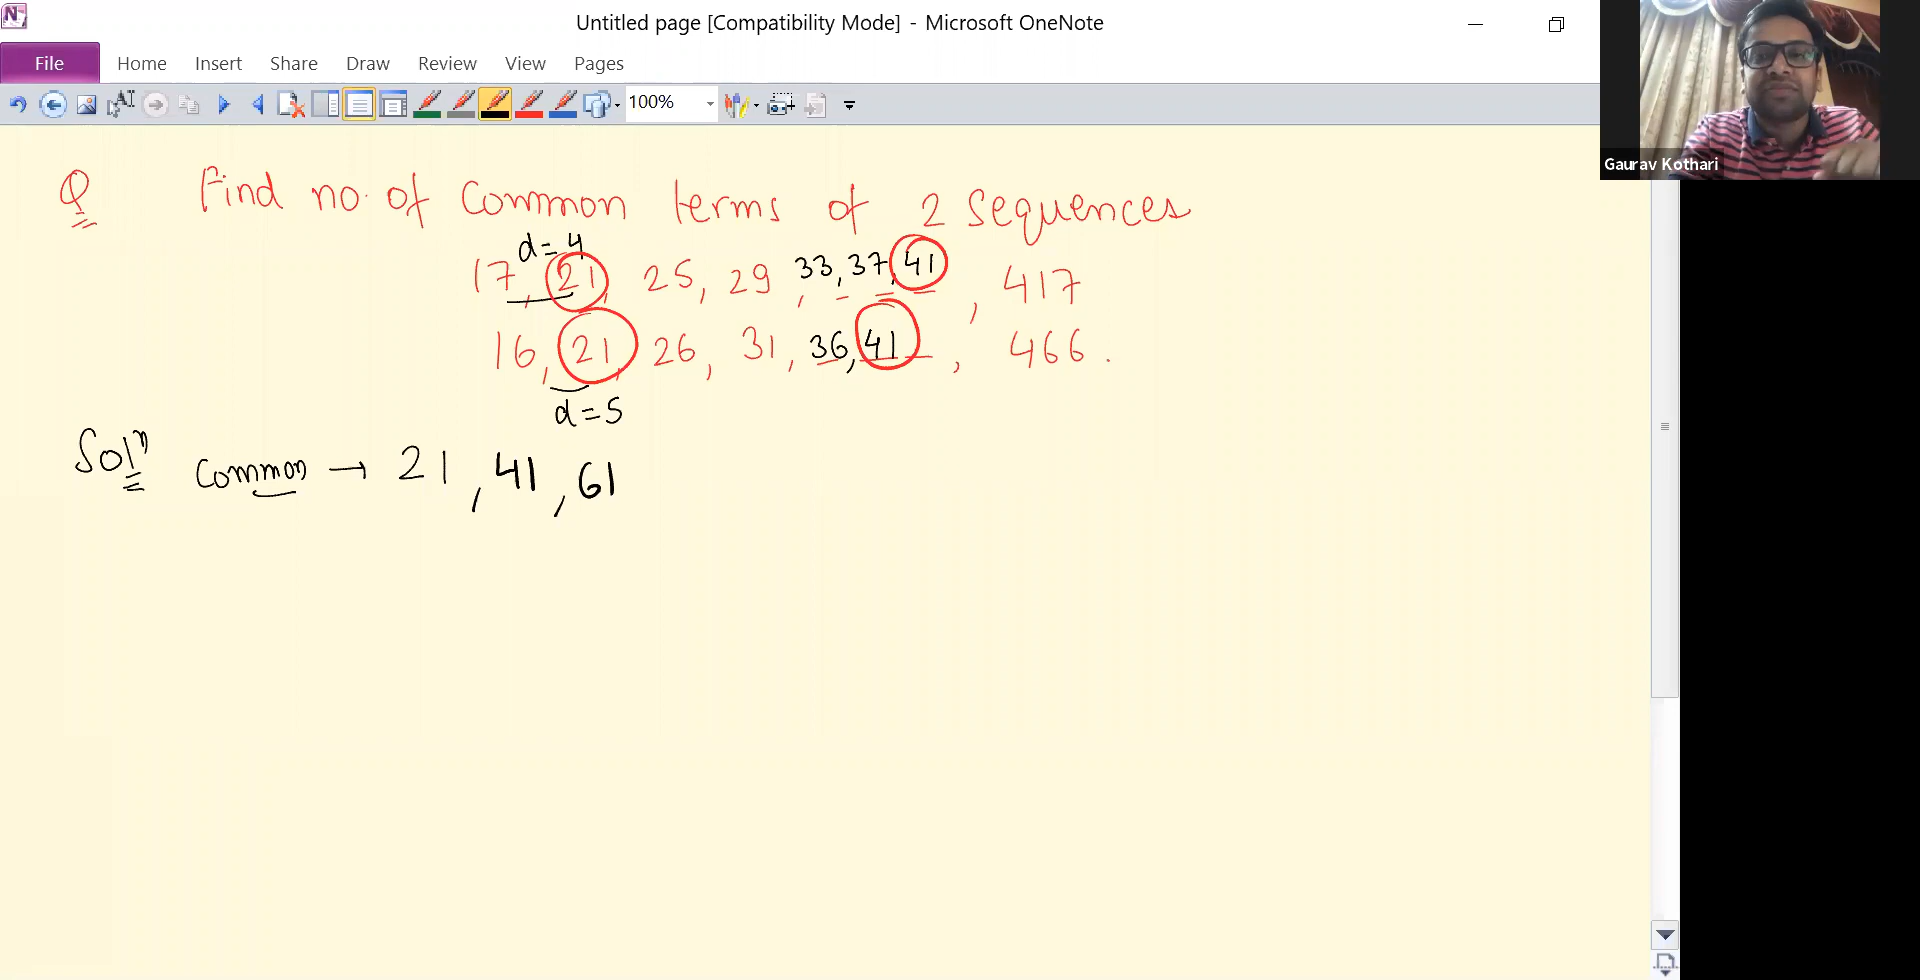 Untitled page [Compatibility Mode] - Microsoft OneNote
File Home Insert Share Draw Review View Pages
100%
Gaurav Kothari
Q Find no. of Common terms of 2 Sequences
d=4
17, 21, 25, 29, 33, 37, 41, 417
16, 21, 26, 31, 36, 41, 466.
d=5
Solⁿ Common → 21, 41, 61